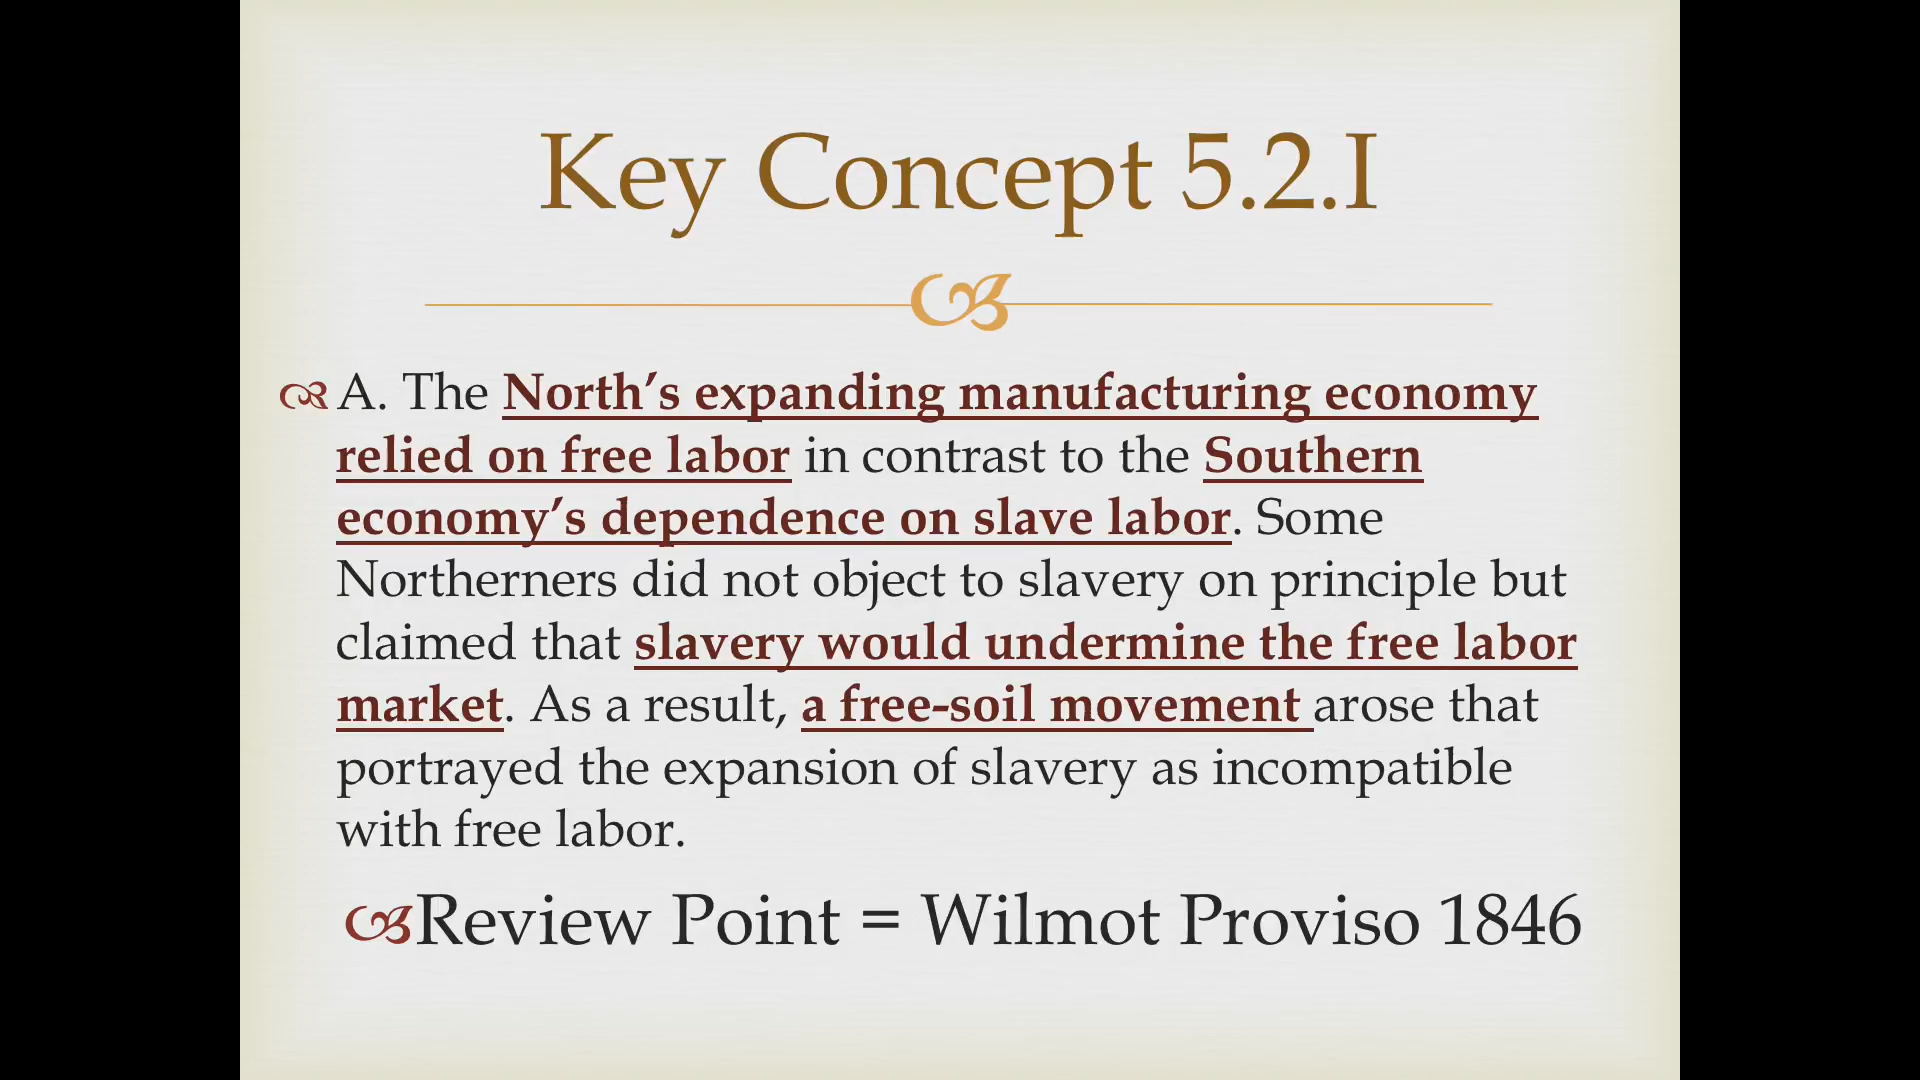 Key Concept 5.2.I
A. The North’s expanding manufacturing economy
relied on free labor in contrast to the Southern
economy’s dependence on slave labor. Some
Northerners did not object to slavery on principle but
claimed that slavery would undermine the free labor
market. As a result, a free-soil movement arose that
portrayed the expansion of slavery as incompatible
with free labor.
Review Point = Wilmot Proviso 1846